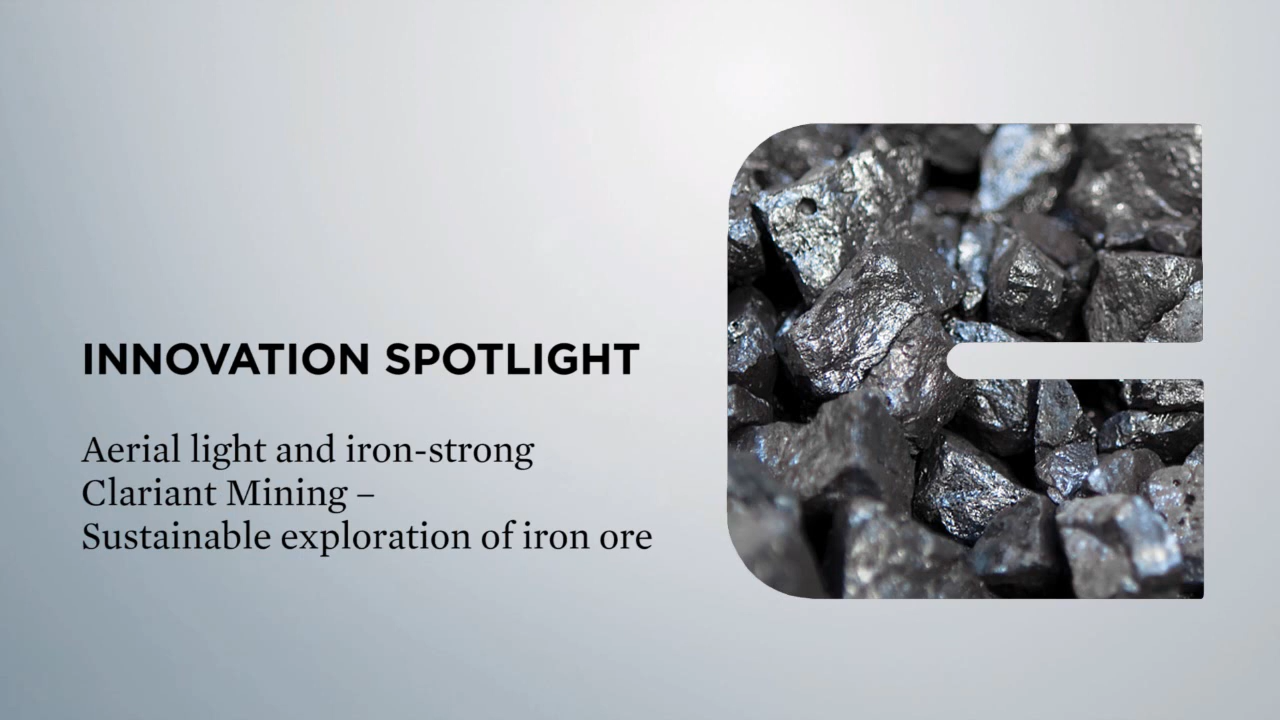 INNOVATION SPOTLIGHT
Aerial light and iron-strong
Clariant Mining –
Sustainable exploration of iron ore